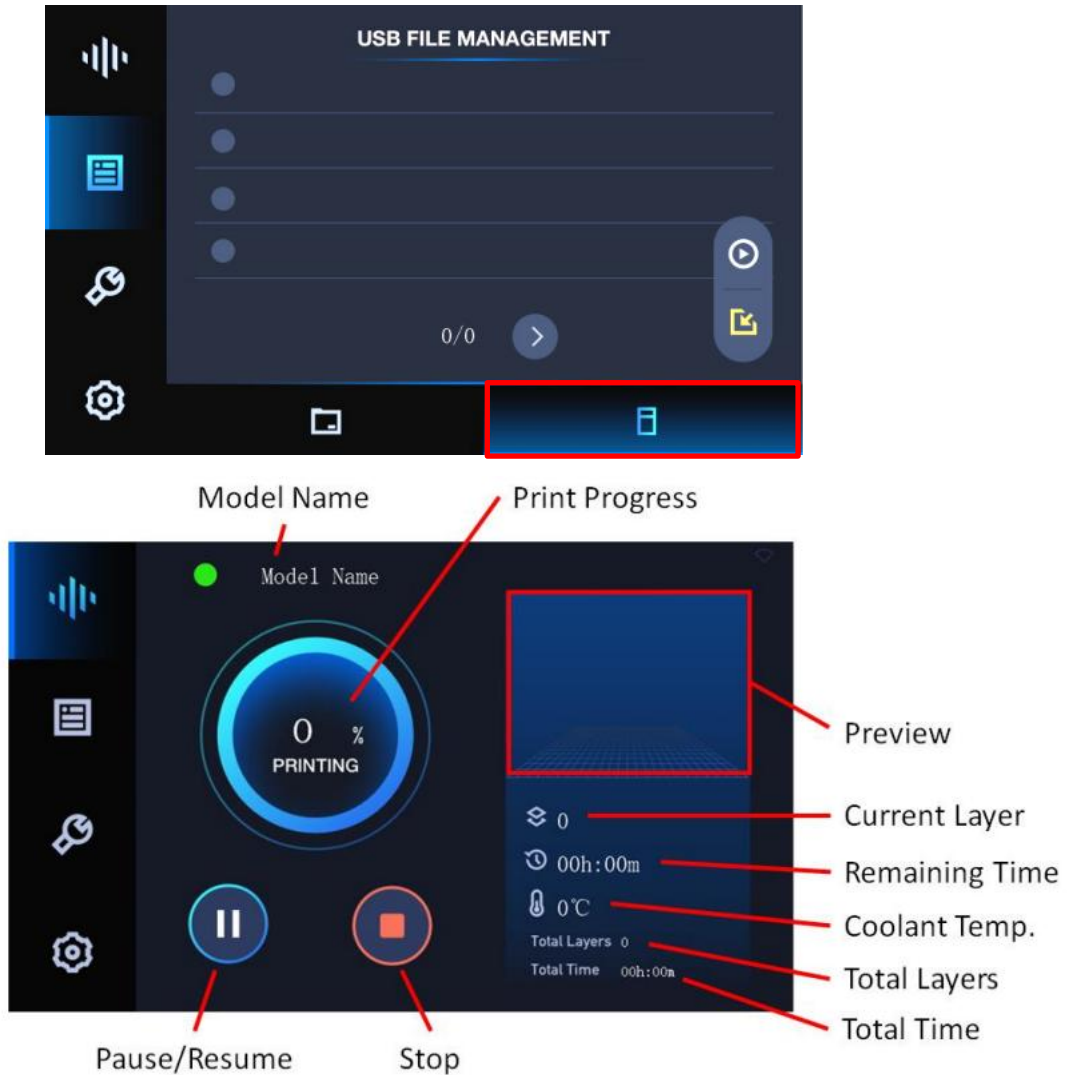 USB FILE MANAGEMENT
0/0
Model Name
Print Progress
Model Name
0 %
PRINTING
Preview
0
Current Layer
00h:00m
Remaining Time
0℃
Coolant Temp.
Total Layers 0
Total Layers
Total Time 00h:00m
Total Time
Pause/Resume
Stop